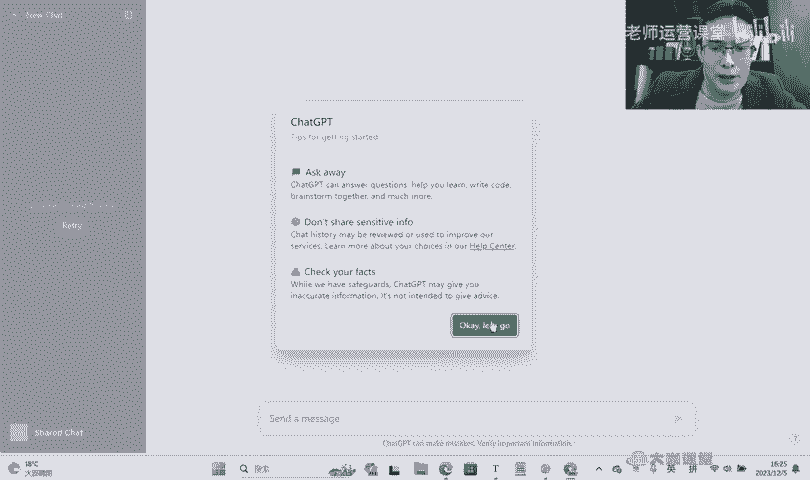 New Chat
老师运营课堂 bilibili
ChatGPT
Tips for getting started
Ask away
ChatGPT can answer questions, help you learn, write code,
brainstorm together, and much more.
Don't share sensitive info
Chat history may be reviewed or used to improve our
services. Learn more about your choices in our Help Center.
Check your facts
While we have safeguards, ChatGPT may give you
inaccurate information. It's not intended to give advice.
Okay, let's go
Retry
Send a message
ChatGPT can make mistakes. Verify important information.
Shared Chat
18°C
大部晴朗
搜索
英
拼
16:25
2023/12/5